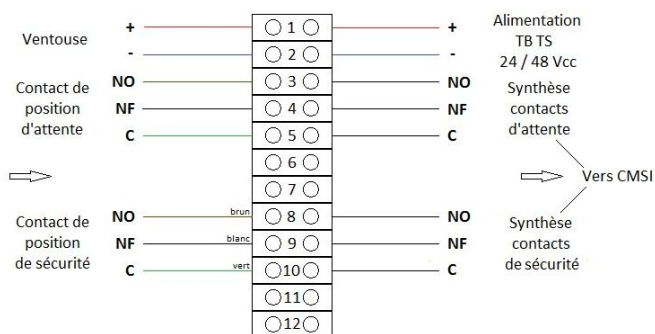 Ventouse
+
-
1
2
+
-
Alimentation
TB TS
24 / 48 Vcc
Contact de
position
d'attente
NO
NF
C
3
4
5
NO
NF
C
Synthèse
contacts
d'attente
6
7
Vers CMSI
Contact de
position
de sécurité
NO
NF
C
brun
blanc
vert
8
9
10
NO
NF
C
Synthèse
contacts
de sécurité
11
12